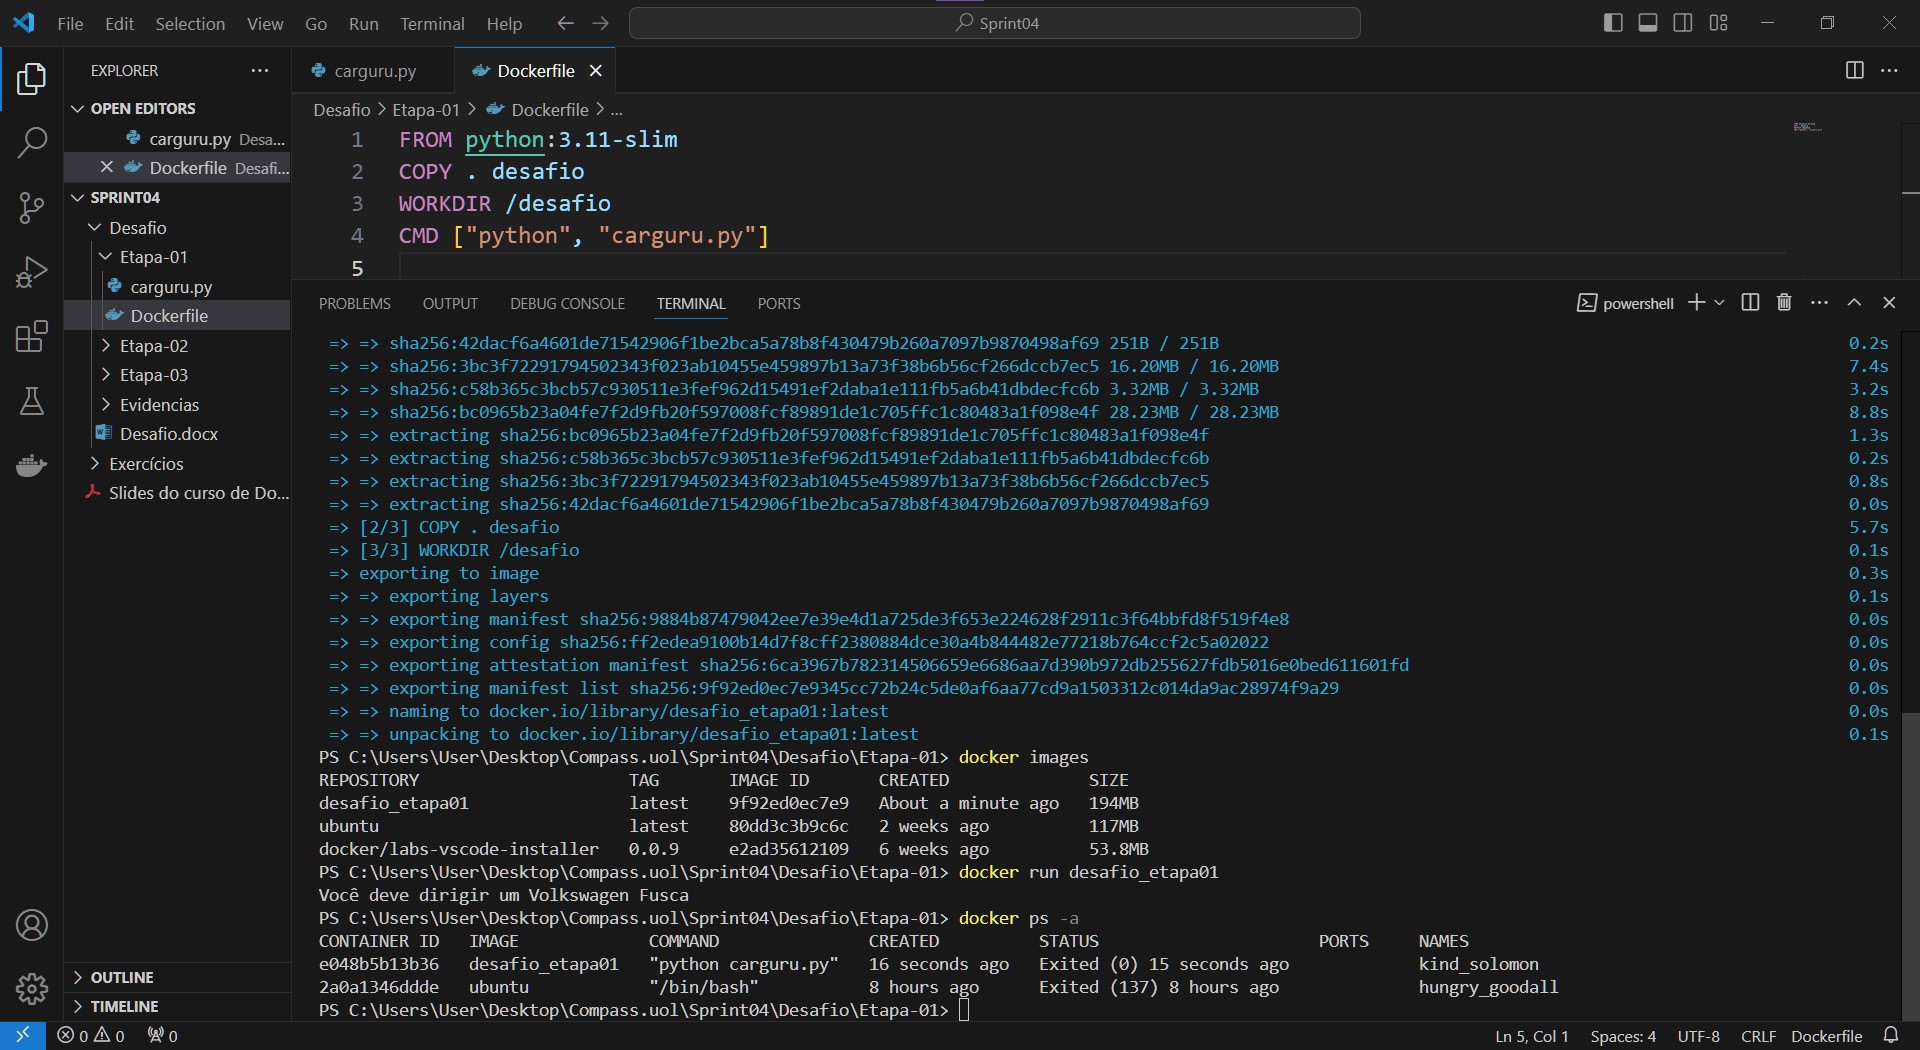 File Edit Selection View Go Run Terminal Help Sprint04
EXPLORER
OPEN EDITORS
carguru.py Desa...
Dockerfile Desafi...
SPRINT04
Desafio
Etapa-01
carguru.py
Dockerfile
Etapa-02
Etapa-03
Evidencias
Desafio.docx
Exercícios
Slides do curso de Do...
OUTLINE
TIMELINE
carguru.py Dockerfile
Desafio > Etapa-01 > Dockerfile > ...
1 FROM python:3.11-slim
2 COPY . desafio
3 WORKDIR /desafio
4 CMD ["python", "carguru.py"]
5
PROBLEMS OUTPUT DEBUG CONSOLE TERMINAL PORTS powershell
=> => sha256:42dacf6a4601de71542906f1be2bca5a78b8f430479b260a7097b9870498af69 251B / 251B 0.2s
=> => sha256:3bc3f72291794502343f023ab10455e459897b13a73f38b6b56cf266dccb7ec5 16.20MB / 16.20MB 7.4s
=> => sha256:c58b365c3bcb57c930511e3fef962d15491ef2daba1e111fb5a6b41dbdecfc6b 3.32MB / 3.32MB 3.2s
=> => sha256:bc0965b23a04fe7f2d9fb20f597008fcf89891de1c705ffc1c80483a1f098e4f 28.23MB / 28.23MB 8.8s
=> => extracting sha256:bc0965b23a04fe7f2d9fb20f597008fcf89891de1c705ffc1c80483a1f098e4f 1.3s
=> => extracting sha256:c58b365c3bcb57c930511e3fef962d15491ef2daba1e111fb5a6b41dbdecfc6b 0.2s
=> => extracting sha256:3bc3f72291794502343f023ab10455e459897b13a73f38b6b56cf266dccb7ec5 0.8s
=> => extracting sha256:42dacf6a4601de71542906f1be2bca5a78b8f430479b260a7097b9870498af69 0.0s
=> [2/3] COPY . desafio 5.7s
=> [3/3] WORKDIR /desafio 0.1s
=> exporting to image 0.3s
=> => exporting layers 0.1s
=> => exporting manifest sha256:9884b87479042ee7e39e4d1a725de3f653e224628f2911c3f64bbfd8f519f4e8 0.0s
=> => exporting config sha256:ff2edea9100b14d7f8cff2380884dce30a4b844482e77218b764ccf2c5a02022 0.0s
=> => exporting attestation manifest sha256:6ca3967b782314506659e6686aa7d390b972db255627fdb5016e0bed611601fd 0.0s
=> => exporting manifest list sha256:9f92ed0ec7e9345cc72b24c5de0af6aa77cd9a1503312c014da9ac28974f9a29 0.0s
=> => naming to docker.io/library/desafio_etapa01:latest 0.0s
=> => unpacking to docker.io/library/desafio_etapa01:latest 0.1s
PS C:\Users\User\Desktop\Compass.uol\Sprint04\Desafio\Etapa-01> docker images
REPOSITORY TAG IMAGE ID CREATED SIZE
desafio_etapa01 latest 9f92ed0ec7e9 About a minute ago 194MB
ubuntu latest 80dd3c3b9c6c 2 weeks ago 117MB
docker/labs-vscode-installer 0.0.9 e2ad35612109 6 weeks ago 53.8MB
PS C:\Users\User\Desktop\Compass.uol\Sprint04\Desafio\Etapa-01> docker run desafio_etapa01
Você deve dirigir um Volkswagen Fusca
PS C:\Users\User\Desktop\Compass.uol\Sprint04\Desafio\Etapa-01> docker ps -a
CONTAINER ID IMAGE COMMAND CREATED STATUS PORTS NAMES
e048b5b13b36 desafio_etapa01 "python carguru.py" 16 seconds ago Exited (0) 15 seconds ago kind_solomon
2a0a1346ddde ubuntu "/bin/bash" 8 hours ago Exited (137) 8 hours ago hungry_goodall
PS C:\Users\User\Desktop\Compass.uol\Sprint04\Desafio\Etapa-01>
0 0 0 Ln 5, Col 1 Spaces: 4 UTF-8 CRLF Dockerfile